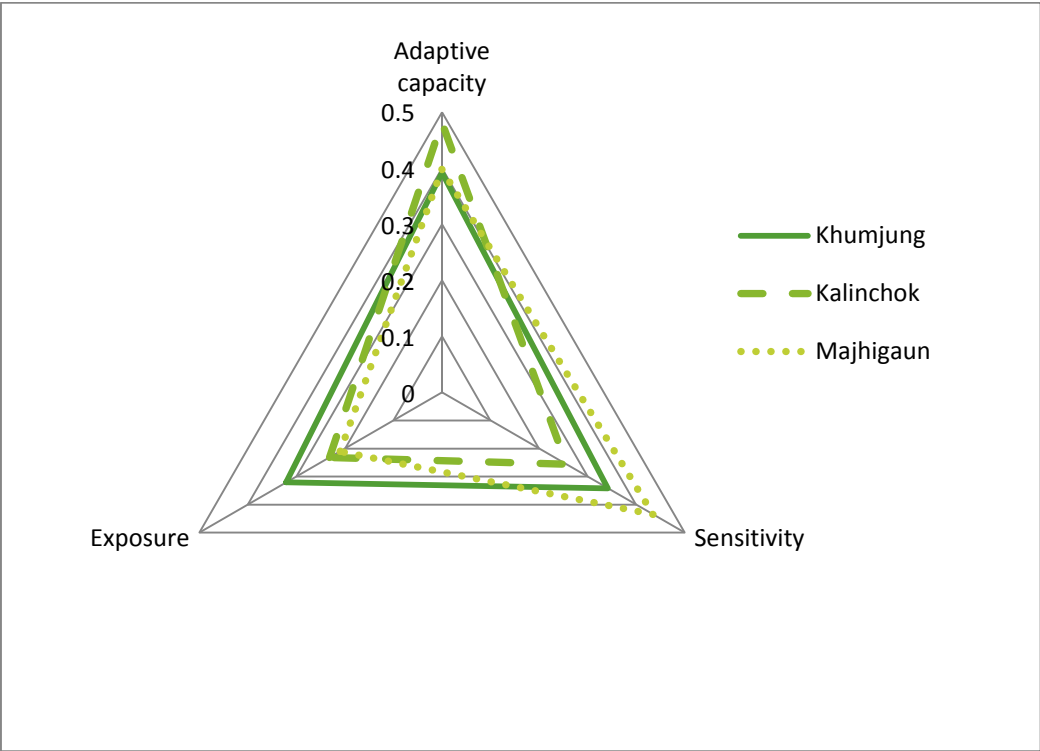 Adaptive
capacity
0.5
0.4
0.3
0.2
0.1
0
Khumjung
Kalinchok
Majhigaun
Exposure
Sensitivity